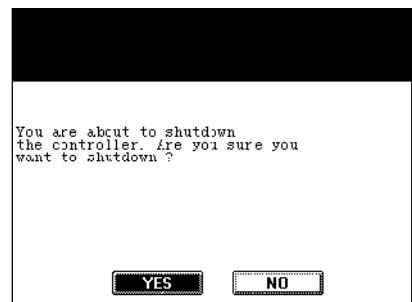 You are about to shutdown
the controller. Are you sure you
want to shutdown ?
YES
NO